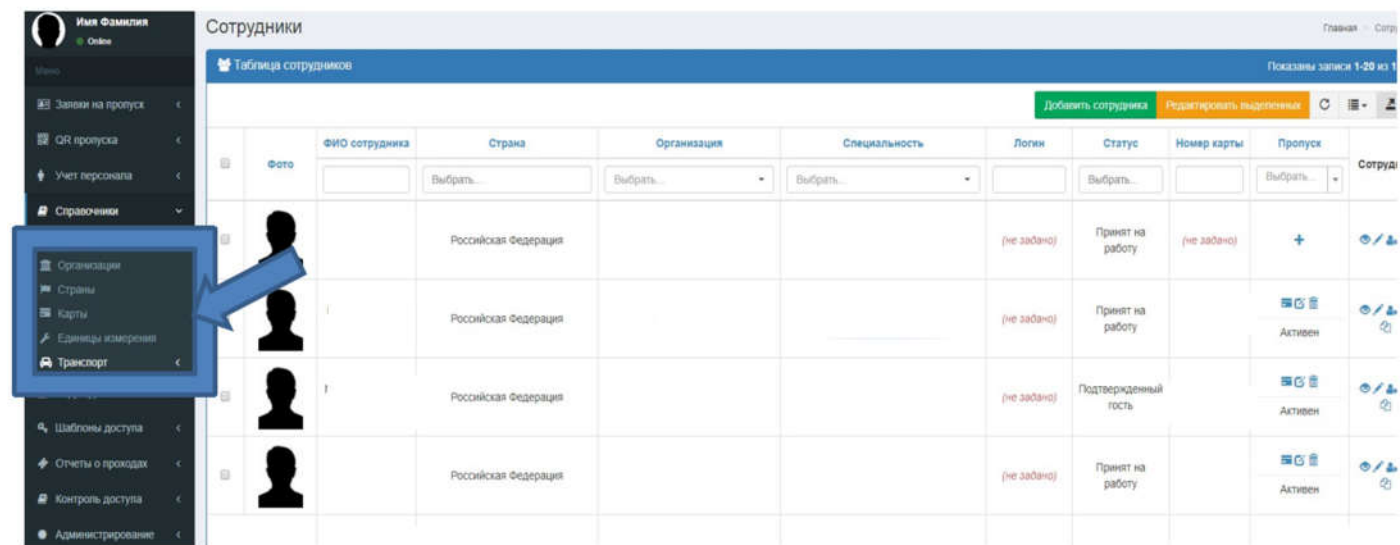 Имя Фамилия
Online
Сотрудники
Главная
Меню
Таблица сотрудников
Показаны записи 1-20 из 1
Заявки на пропуск
QR пропуска
Учет персонала
Справочники
Организации
Страны
Карты
Единицы измерения
Транспорт
Шаблоны доступа
Отчеты о проходах
Контроль доступа
Администрирование
Добавить сотрудника
Редактировать выделенных
Фото
ФИО сотрудника
Страна
Организация
Специальность
Логин
Статус
Номер карты
Пропуск
Выбрать...
Выбрать...
Выбрать...
Выбрать...
Выбрать...
Российская Федерация
(не задано)
Принят на
работу
(не задано)
Российская Федерация
(не задано)
Принят на
работу
Активен
Российская Федерация
(не задано)
Подтвержденный
гость
Активен
Российская Федерация
(не задано)
Принят на
работу
Активен